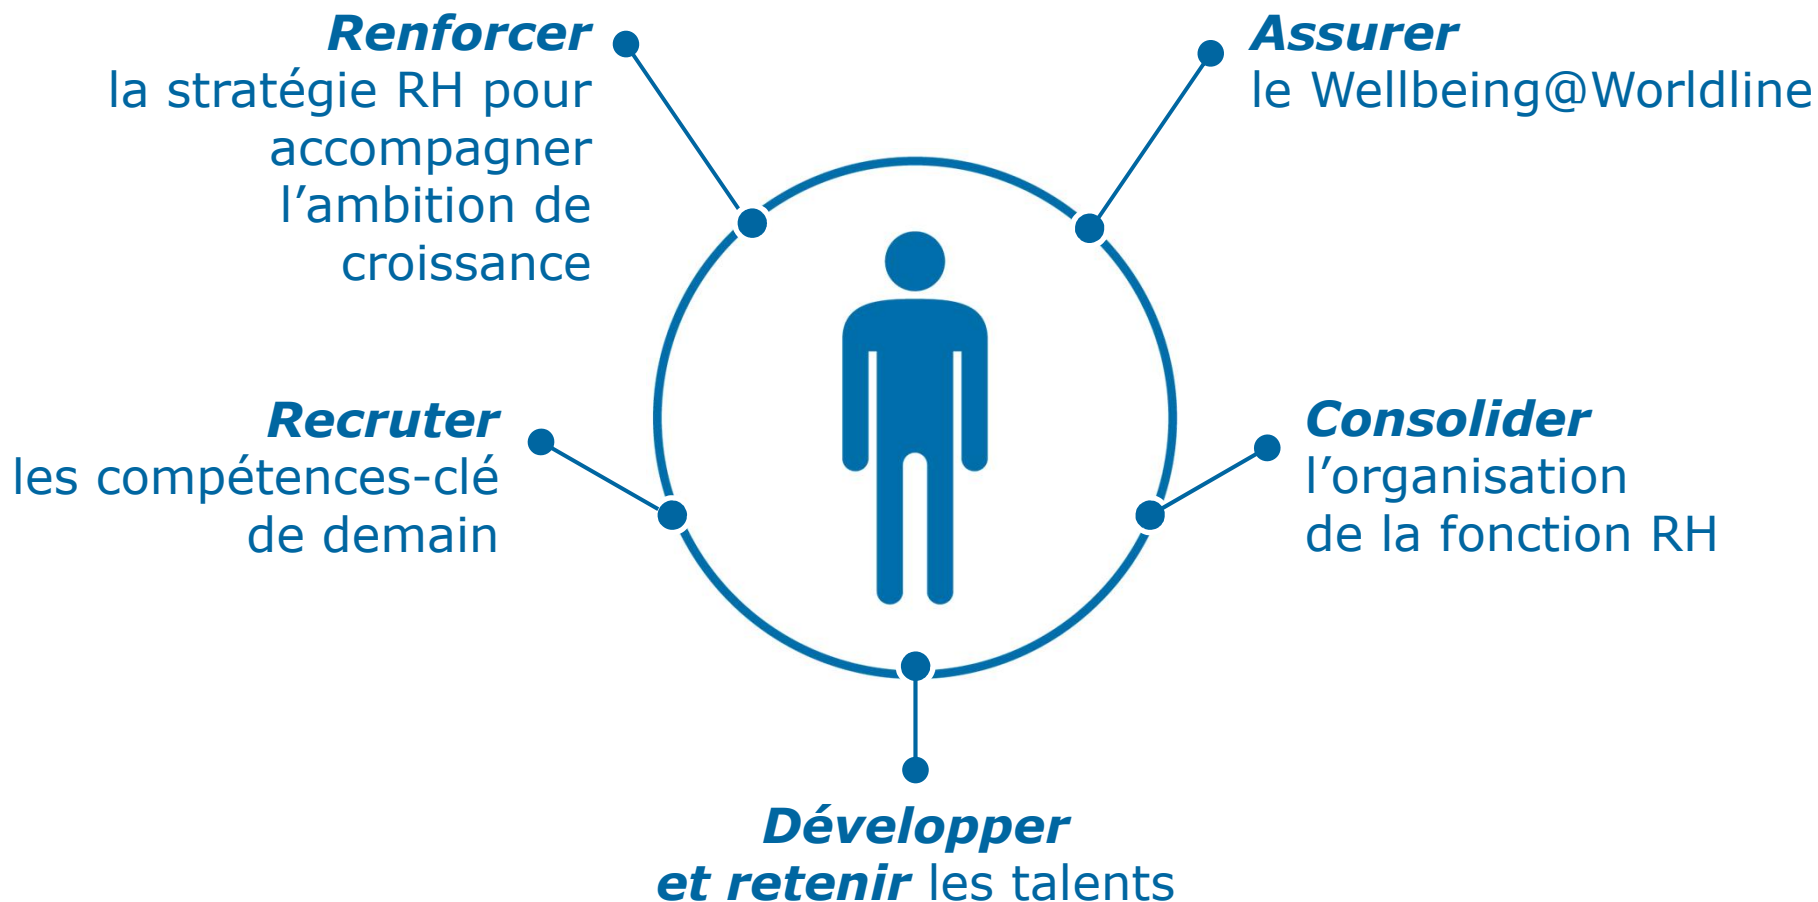 Renforcer
la stratégie RH pour
accompagner
l’ambition de
croissance
Assurer
le Wellbeing@Worldline
Recruter
les compétences-clé
de demain
Consolider
l’organisation
de la fonction RH
Développer
et retenir les talents